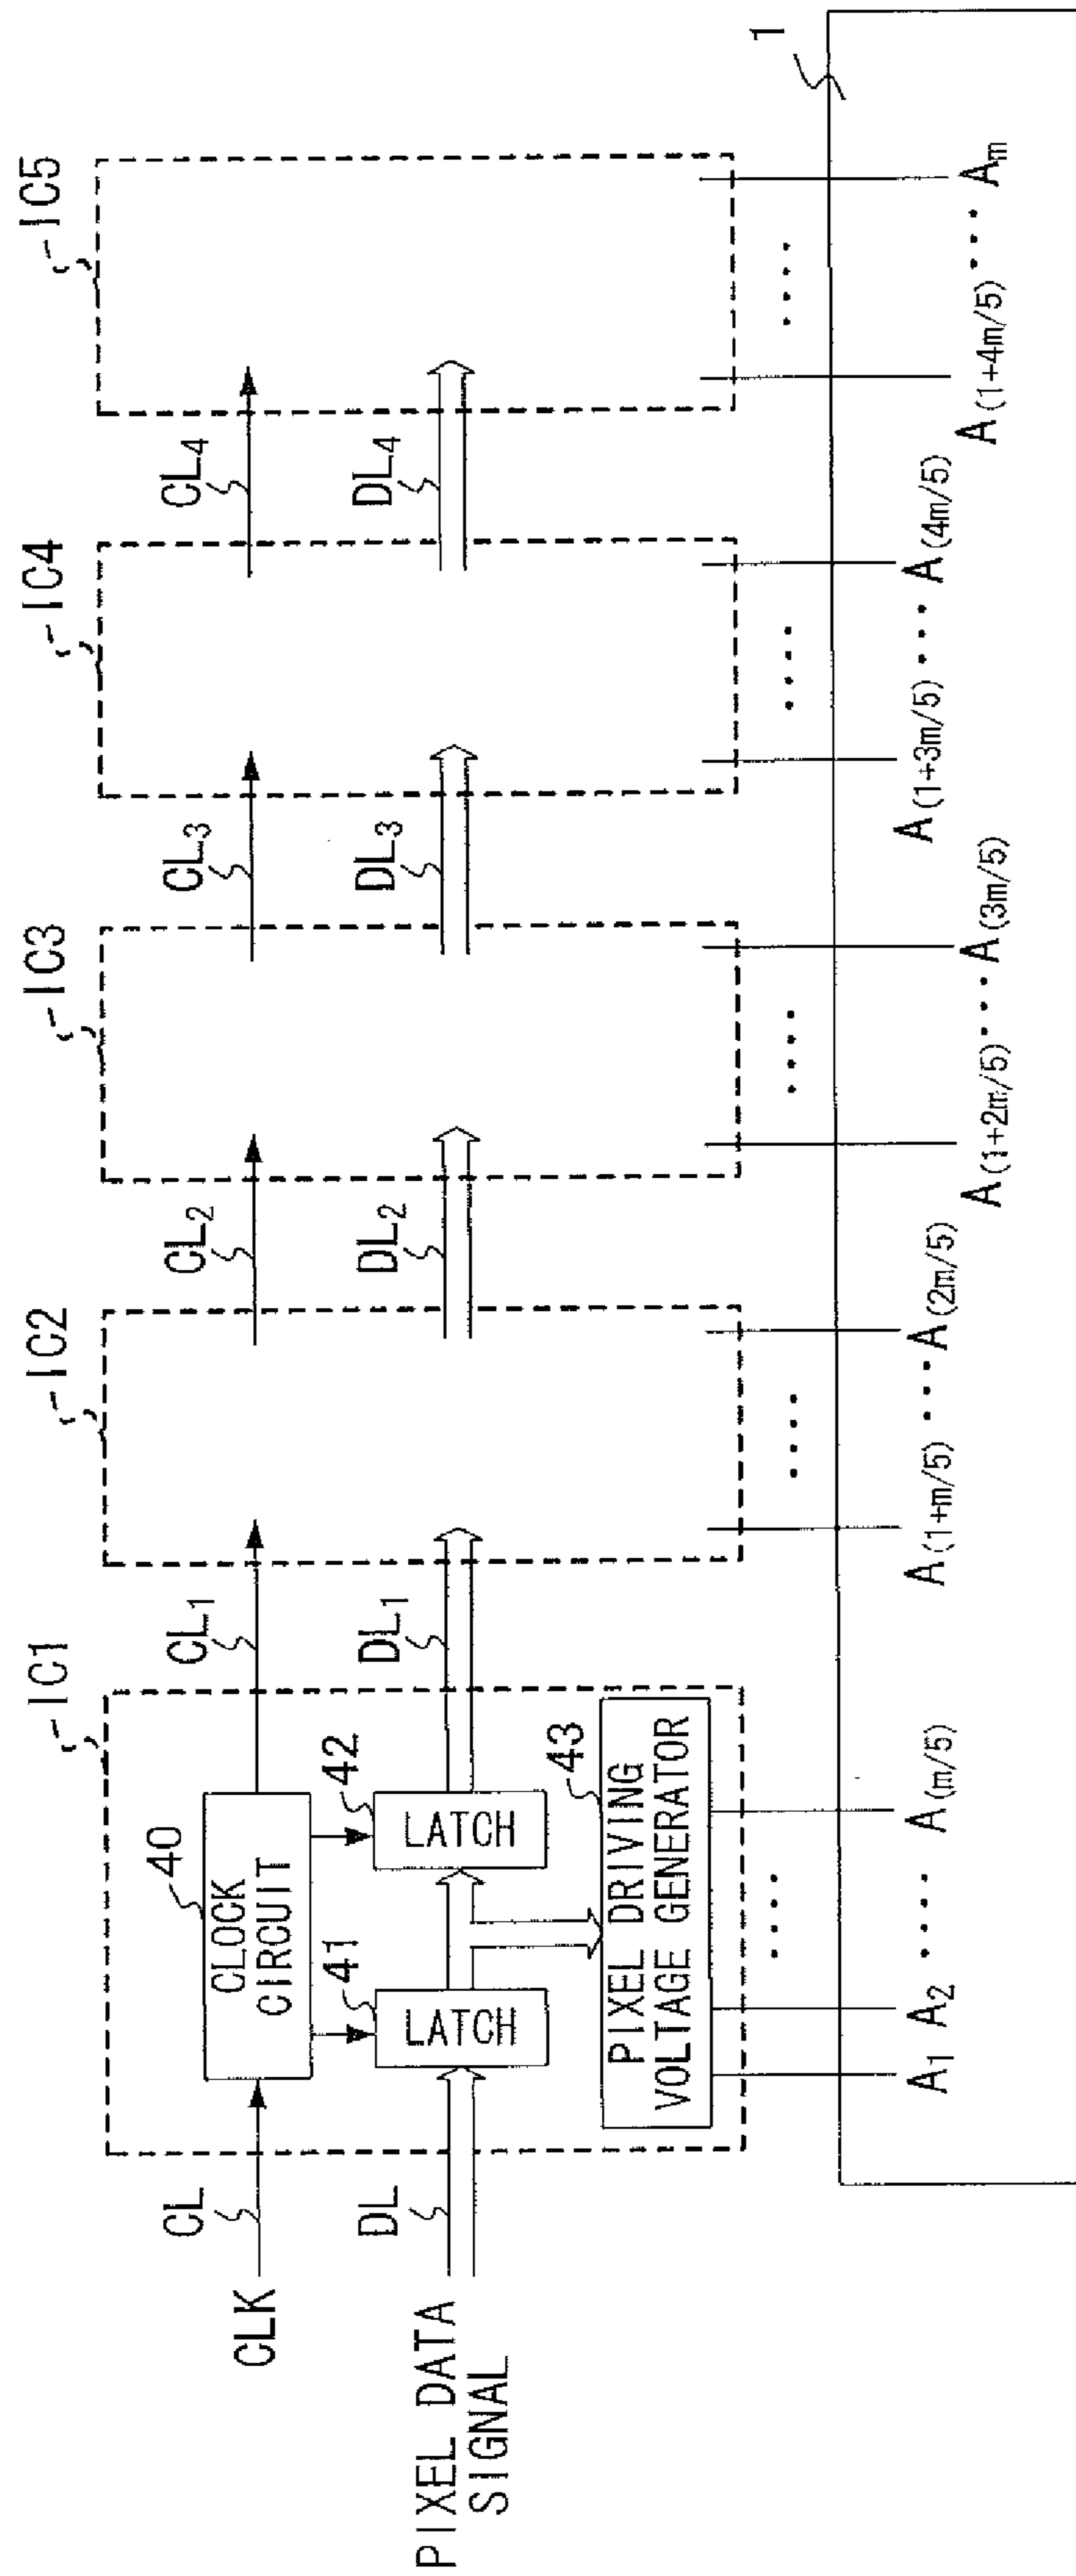 IC1
IC2
IC3
IC4
IC5
CLK
CL
40
CLOCK
CIRCUIT
CL1
CL2
CL3
CL4
PIXEL DATA
SIGNAL
DL
41
LATCH
42
LATCH
DL1
DL2
DL3
DL4
43
PIXEL DRIVING
VOLTAGE GENERATOR
.... .... .... .... ....
1
A1 A2 ..... A(m/5)
A(1+m/5) ... A(2m/5)
A(1+2m/5) ... A(3m/5)
A(1+3m/5) ... A(4m/5)
A(1+4m/5) ... Am